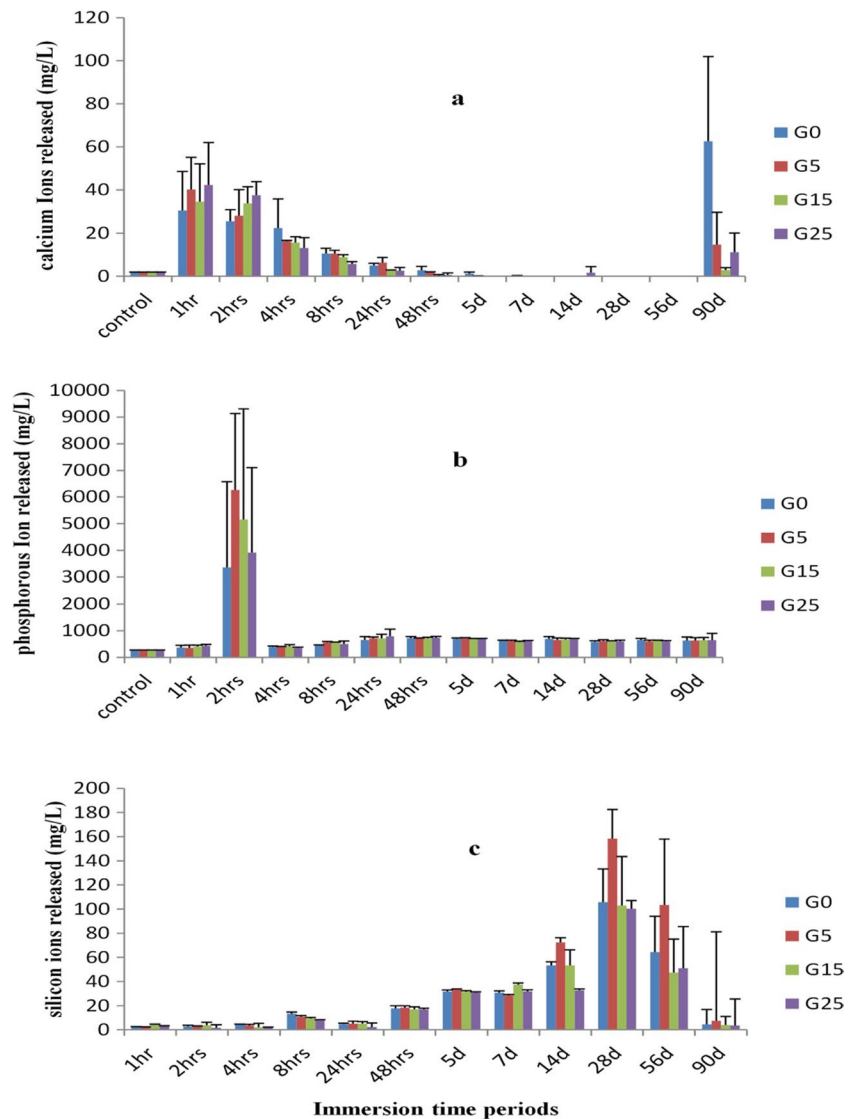 120
100
80
60
40
20
0
calcium Ions released (mg/L)
a
G0
G5
G15
G25
control 1hr 2hrs 4hrs 8hrs 24hrs 48hrs 5d 7d 14d 28d 56d 90d
10000
9000
8000
7000
6000
5000
4000
3000
2000
1000
0
phosphorous Ion released (mg/L)
b
G0
G5
G15
G25
control 1hr 2hrs 4hrs 8hrs 24hrs 48hrs 5d 7d 14d 28d 56d 90d
200
180
160
140
120
100
80
60
40
20
0
silicon ions released (mg/L)
c
G0
G5
G15
G25
1hr 2hrs 4hrs 8hrs 24hrs 48hrs 5d 7d 14d 28d 56d 90d
Immersion time periods